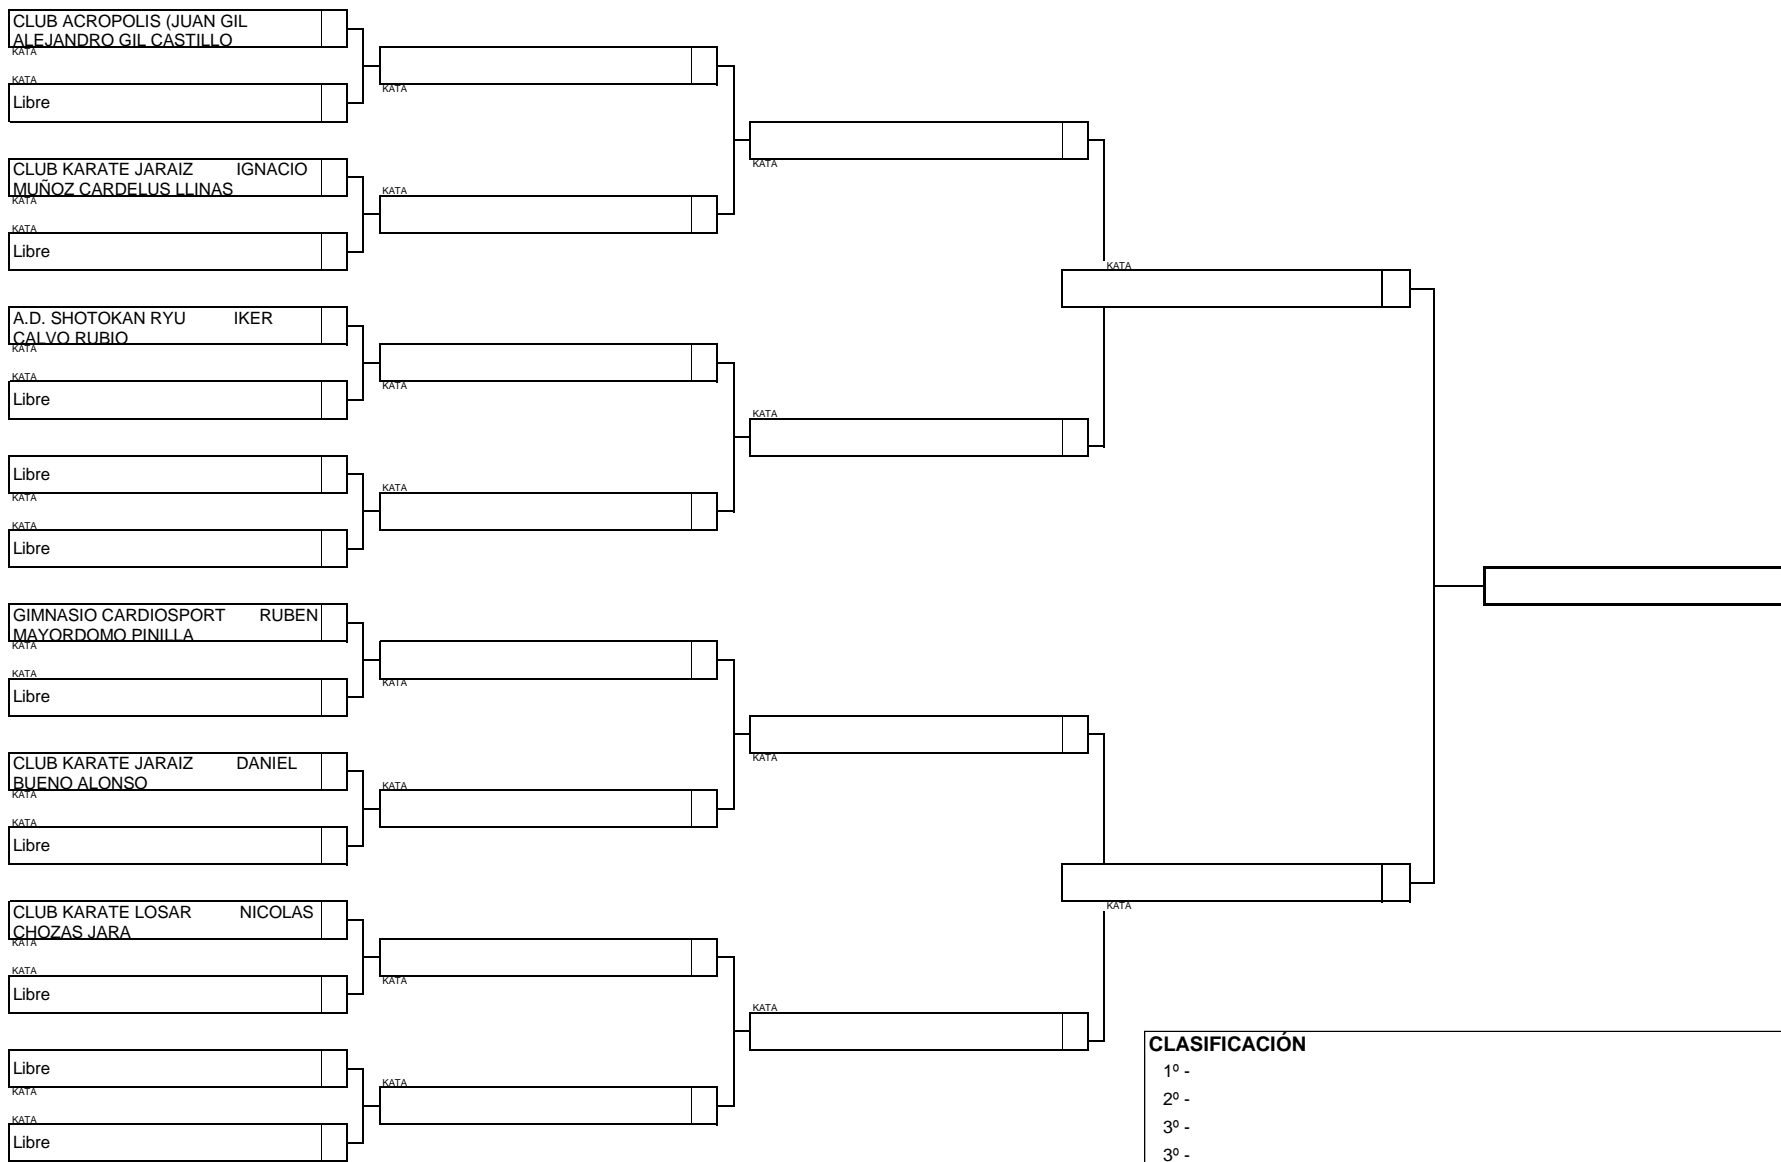 CLUB ACROPOLIS (JUAN GIL
ALEJANDRO GIL CASTILLO
KATA
KATA
Libre
CLUB KARATE JARAIZ IGNACIO
MUÑOZ CARDELUS LLINAS
KATA
KATA
Libre
A.D. SHOTOKAN RYU IKER
CALVO RUBIO
KATA
KATA
Libre
Libre
KATA
KATA
Libre
GIMNASIO CARDIOSPORT RUBEN
MAYORDOMO PINILLA
KATA
KATA
Libre
CLUB KARATE JARAIZ DANIEL
BUENO ALONSO
KATA
KATA
Libre
CLUB KARATE LOSAR NICOLAS
CHOZAS JARA
KATA
KATA
Libre
Libre
KATA
KATA
Libre
KATA
KATA
KATA
KATA
KATA
KATA
KATA
KATA
KATA
KATA
KATA
KATA
KATA
KATA
CLASIFICACIÓN
1º -
2º -
3º -
3º -